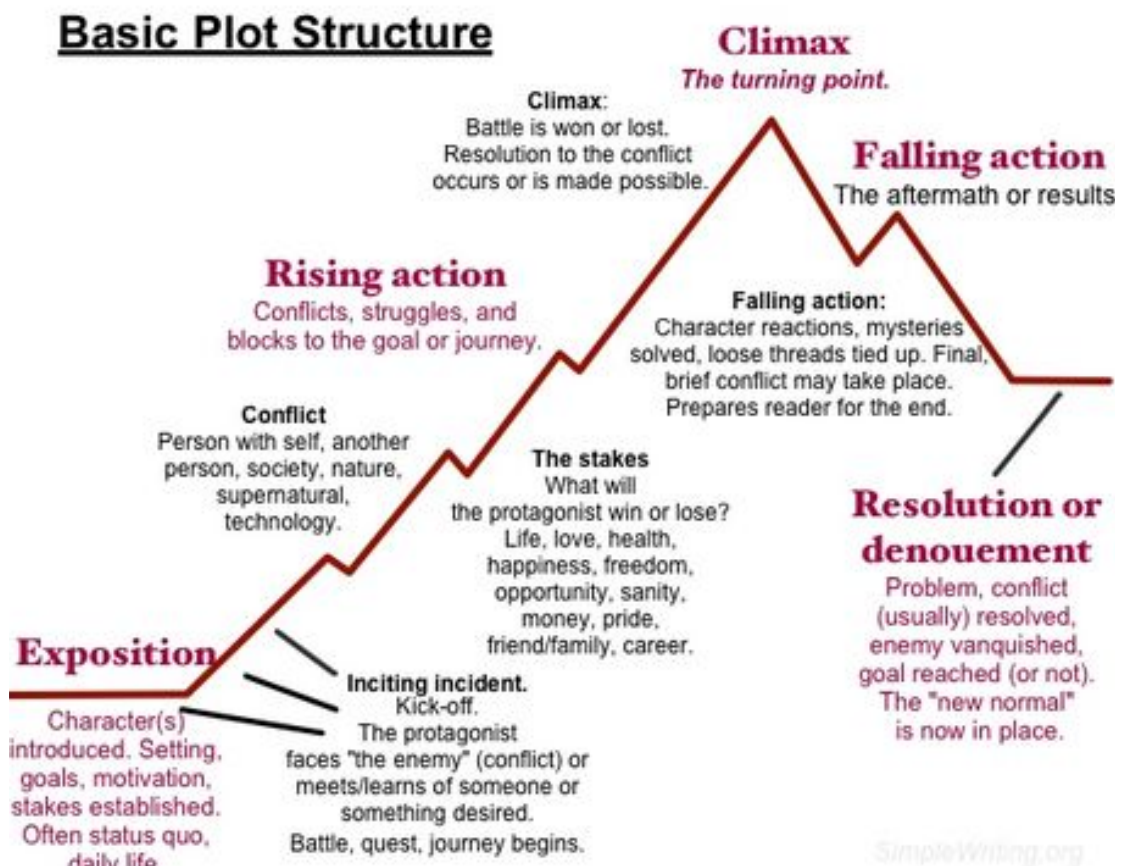 Basic Plot Structure
Climax
The turning point.
Climax:
Battle is won or lost.
Resolution to the conflict
occurs or is made possible.
Falling action
The aftermath or results
Rising action
Conflicts, struggles, and
blocks to the goal or journey.
Falling action:
Character reactions, mysteries
solved, loose threads tied up. Final,
brief conflict may take place.
Prepares reader for the end.
Conflict
Person with self, another
person, society, nature,
supernatural,
technology.
The stakes
What will
the protagonist win or lose?
Life, love, health,
happiness, freedom,
opportunity, sanity,
money, pride,
friend/family, career.
Resolution or
denouement
Problem, conflict
(usually) resolved,
enemy vanquished,
goal reached (or not).
The "new normal"
is now in place.
Exposition
Character(s)
introduced. Setting,
goals, motivation,
stakes established.
Often status quo,
daily life
Inciting incident.
Kick-off.
The protagonist
faces "the enemy" (conflict) or
meets/learns of someone or
something desired.
Battle, quest, journey begins.
SimpleWriting.org